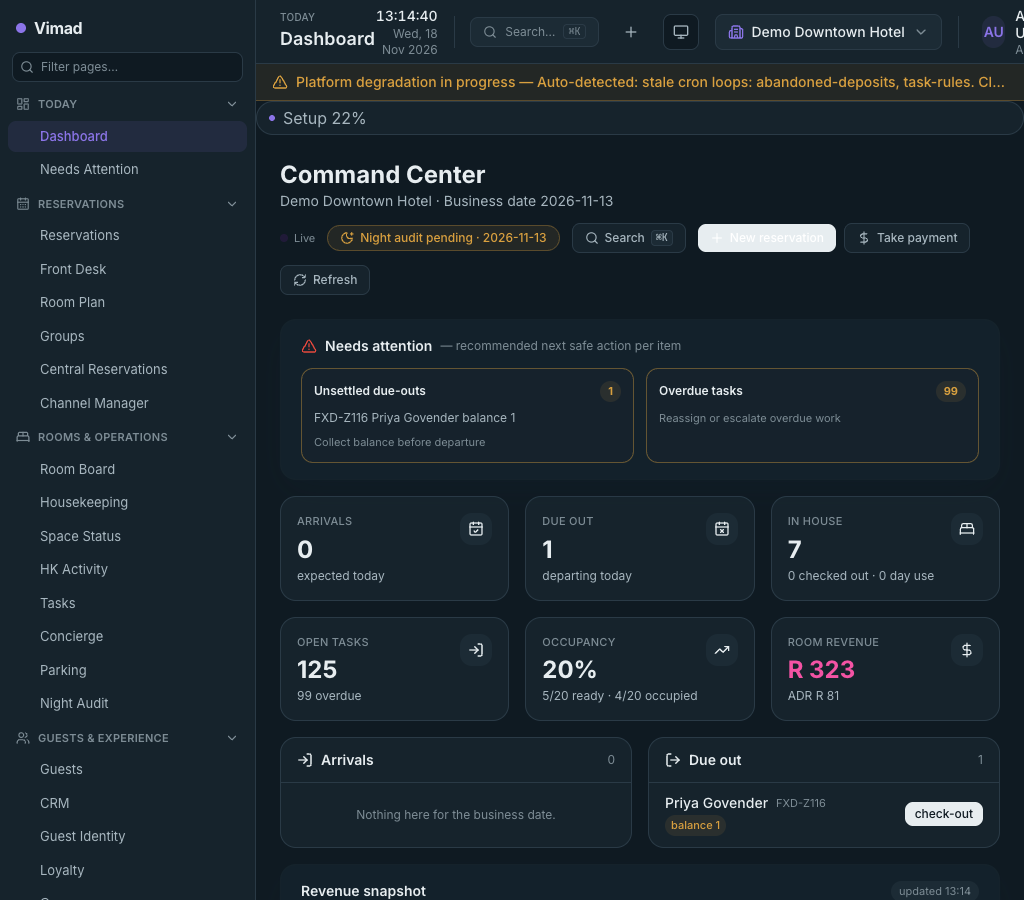 Vimad
Filter pages...
TODAY
Dashboard
Needs Attention
RESERVATIONS
Reservations
Front Desk
Room Plan
Groups
Central Reservations
Channel Manager
ROOMS & OPERATIONS
Room Board
Housekeeping
Space Status
HK Activity
Tasks
Concierge
Parking
Night Audit
GUESTS & EXPERIENCE
Guests
CRM
Guest Identity
Loyalty
TODAY
Dashboard
13:14:40
Wed, 18
Nov 2026
Search... ⌘K
Demo Downtown Hotel
AU
Platform degradation in progress — Auto-detected: stale cron loops: abandoned-deposits, task-rules. Cl...
Setup 22%
Command Center
Demo Downtown Hotel · Business date 2026-11-13
Live
Night audit pending · 2026-11-13
Search ⌘K
New reservation
Take payment
Refresh
Needs attention — recommended next safe action per item
Unsettled due-outs 1
FXD-Z116 Priya Govender balance 1
Collect balance before departure
Overdue tasks 99
Reassign or escalate overdue work
ARRIVALS
0
expected today
DUE OUT
1
departing today
IN HOUSE
7
0 checked out · 0 day use
OPEN TASKS
125
99 overdue
OCCUPANCY
20%
5/20 ready · 4/20 occupied
ROOM REVENUE
R 323
ADR R 81
Arrivals 0
Nothing here for the business date.
Due out 1
Priya Govender FXD-Z116
balance 1
check-out
Revenue snapshot
updated 13:14